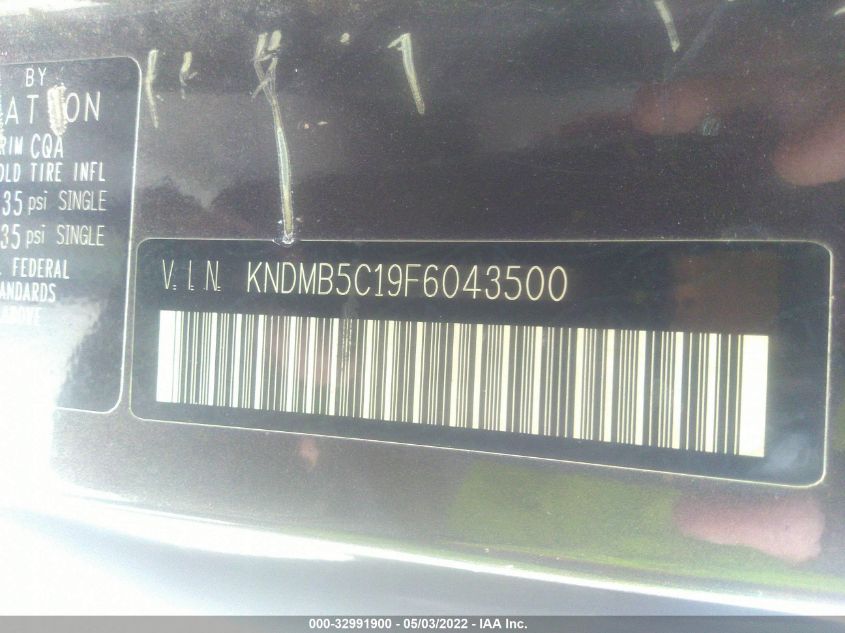 BY
RIM CQA
OLD TIRE INFL
35 psi SINGLE
35 psi SINGLE
FEDERAL
ANDARDS
ABOVE
V.I.N. KNDMB5C19F6043500
000-32991900 - 05/03/2022 - IAA Inc.